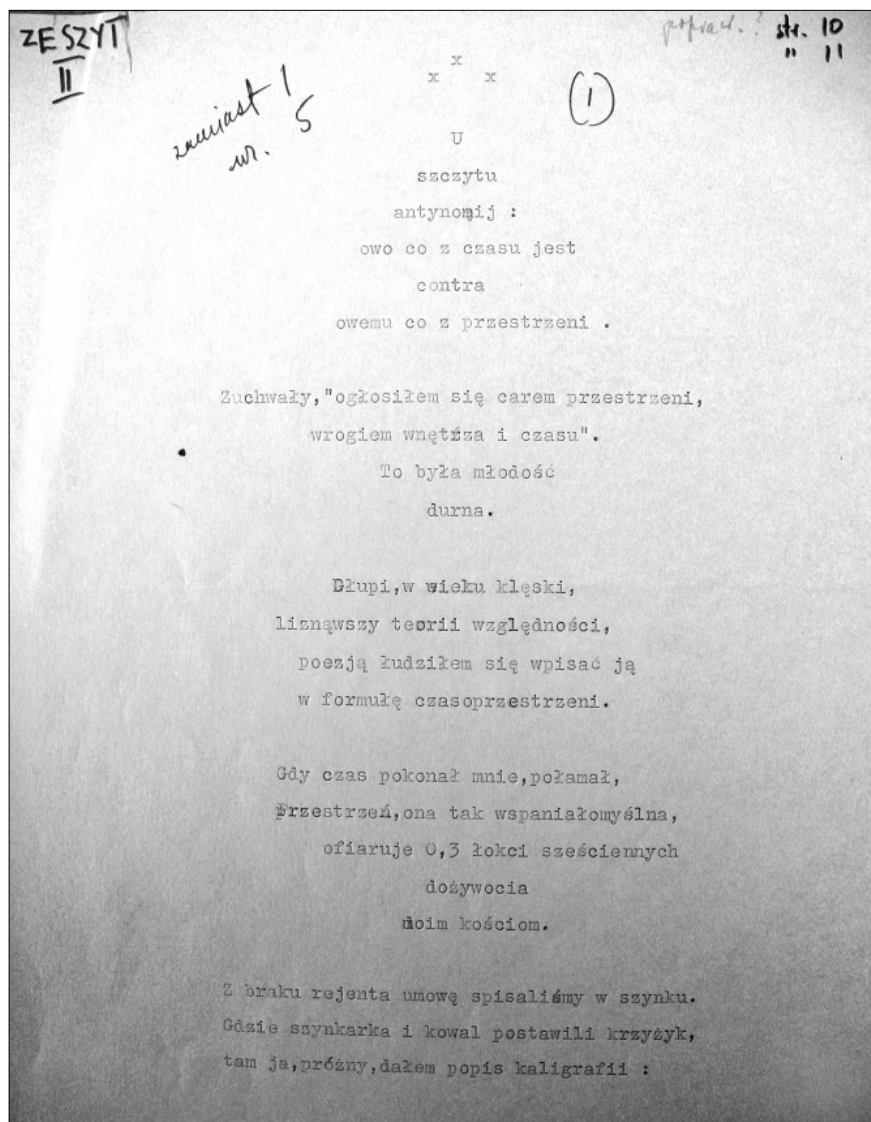 ZESZYT
II
popraw. ? str. 10
" 11
zamiast 1
nr. 5
(1)
x
x x
U
szczytu
antynomij :
owo co z czasu jest
contra
owemu co z przestrzeni .
Zuchwały,"ogłosiłem się carem przestrzeni,
wrogiem wnętrza i czasu".
To była młodość
durna.
Głupi,w wieku klęski,
liznąwszy teorii względności,
poezją łudziłem się wpisać ją
w formułę czasoprzestrzeni.
Gdy czas pokonał mnie,połamał,
Przestrzeń,ona tak wspaniałomyślna,
ofiaruje 0,3 łokci sześciennych
dożywocia
moim kościom.
Z braku rejenta umowę spisaliśmy w szynku.
Gdzie szynkarka i kowal postawili krzyżyk,
tam ja,próżny,dałem popis kaligrafii :